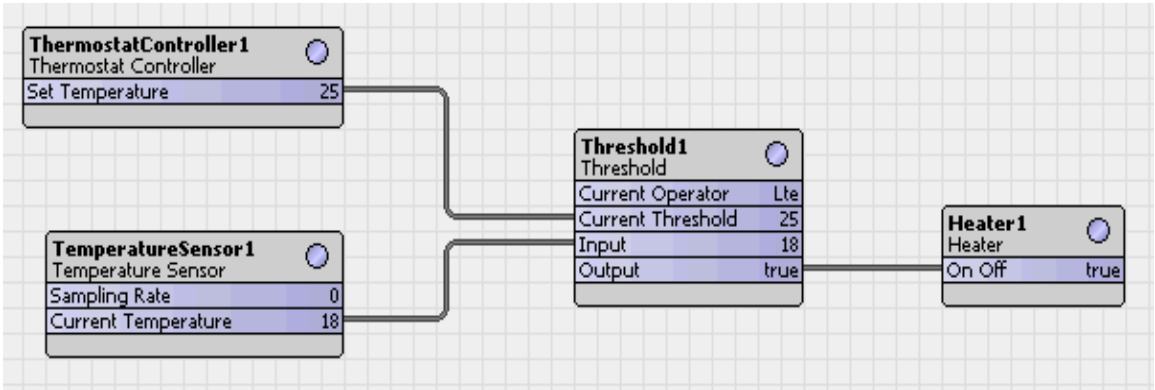 ThermostatController1
Thermostat Controller
Set Temperature 25
TemperatureSensor1
Temperature Sensor
Sampling Rate 0
Current Temperature 18
Threshold1
Threshold
Current Operator Lte
Current Threshold 25
Input 18
Output true
Heater1
Heater
On Off true